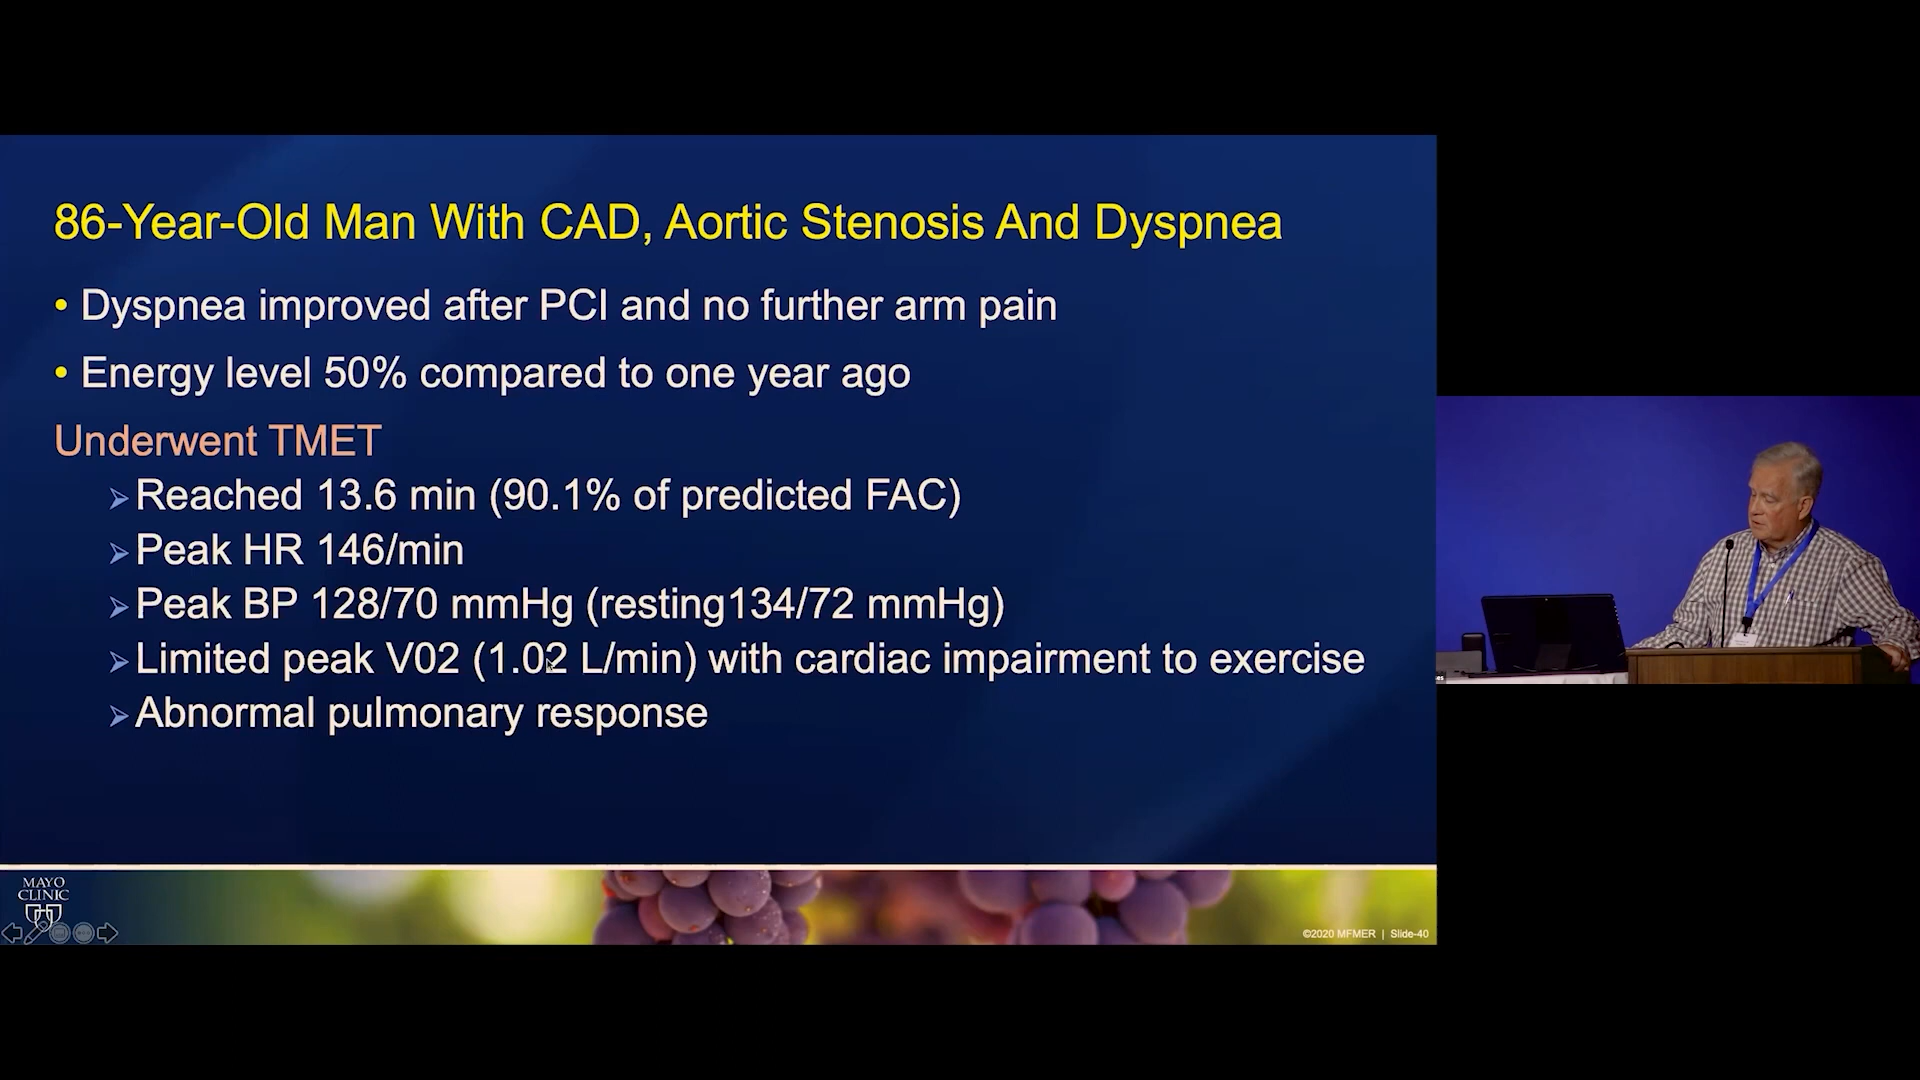 86-Year-Old Man With CAD, Aortic Stenosis And Dyspnea
• Dyspnea improved after PCI and no further arm pain
• Energy level 50% compared to one year ago
Underwent TMET
➢ Reached 13.6 min (90.1% of predicted FAC)
➢ Peak HR 146/min
➢ Peak BP 128/70 mmHg (resting134/72 mmHg)
➢ Limited peak V02 (1.02 L/min) with cardiac impairment to exercise
➢ Abnormal pulmonary response
MAYO
CLINIC
©2020 MFMER | Slide-40